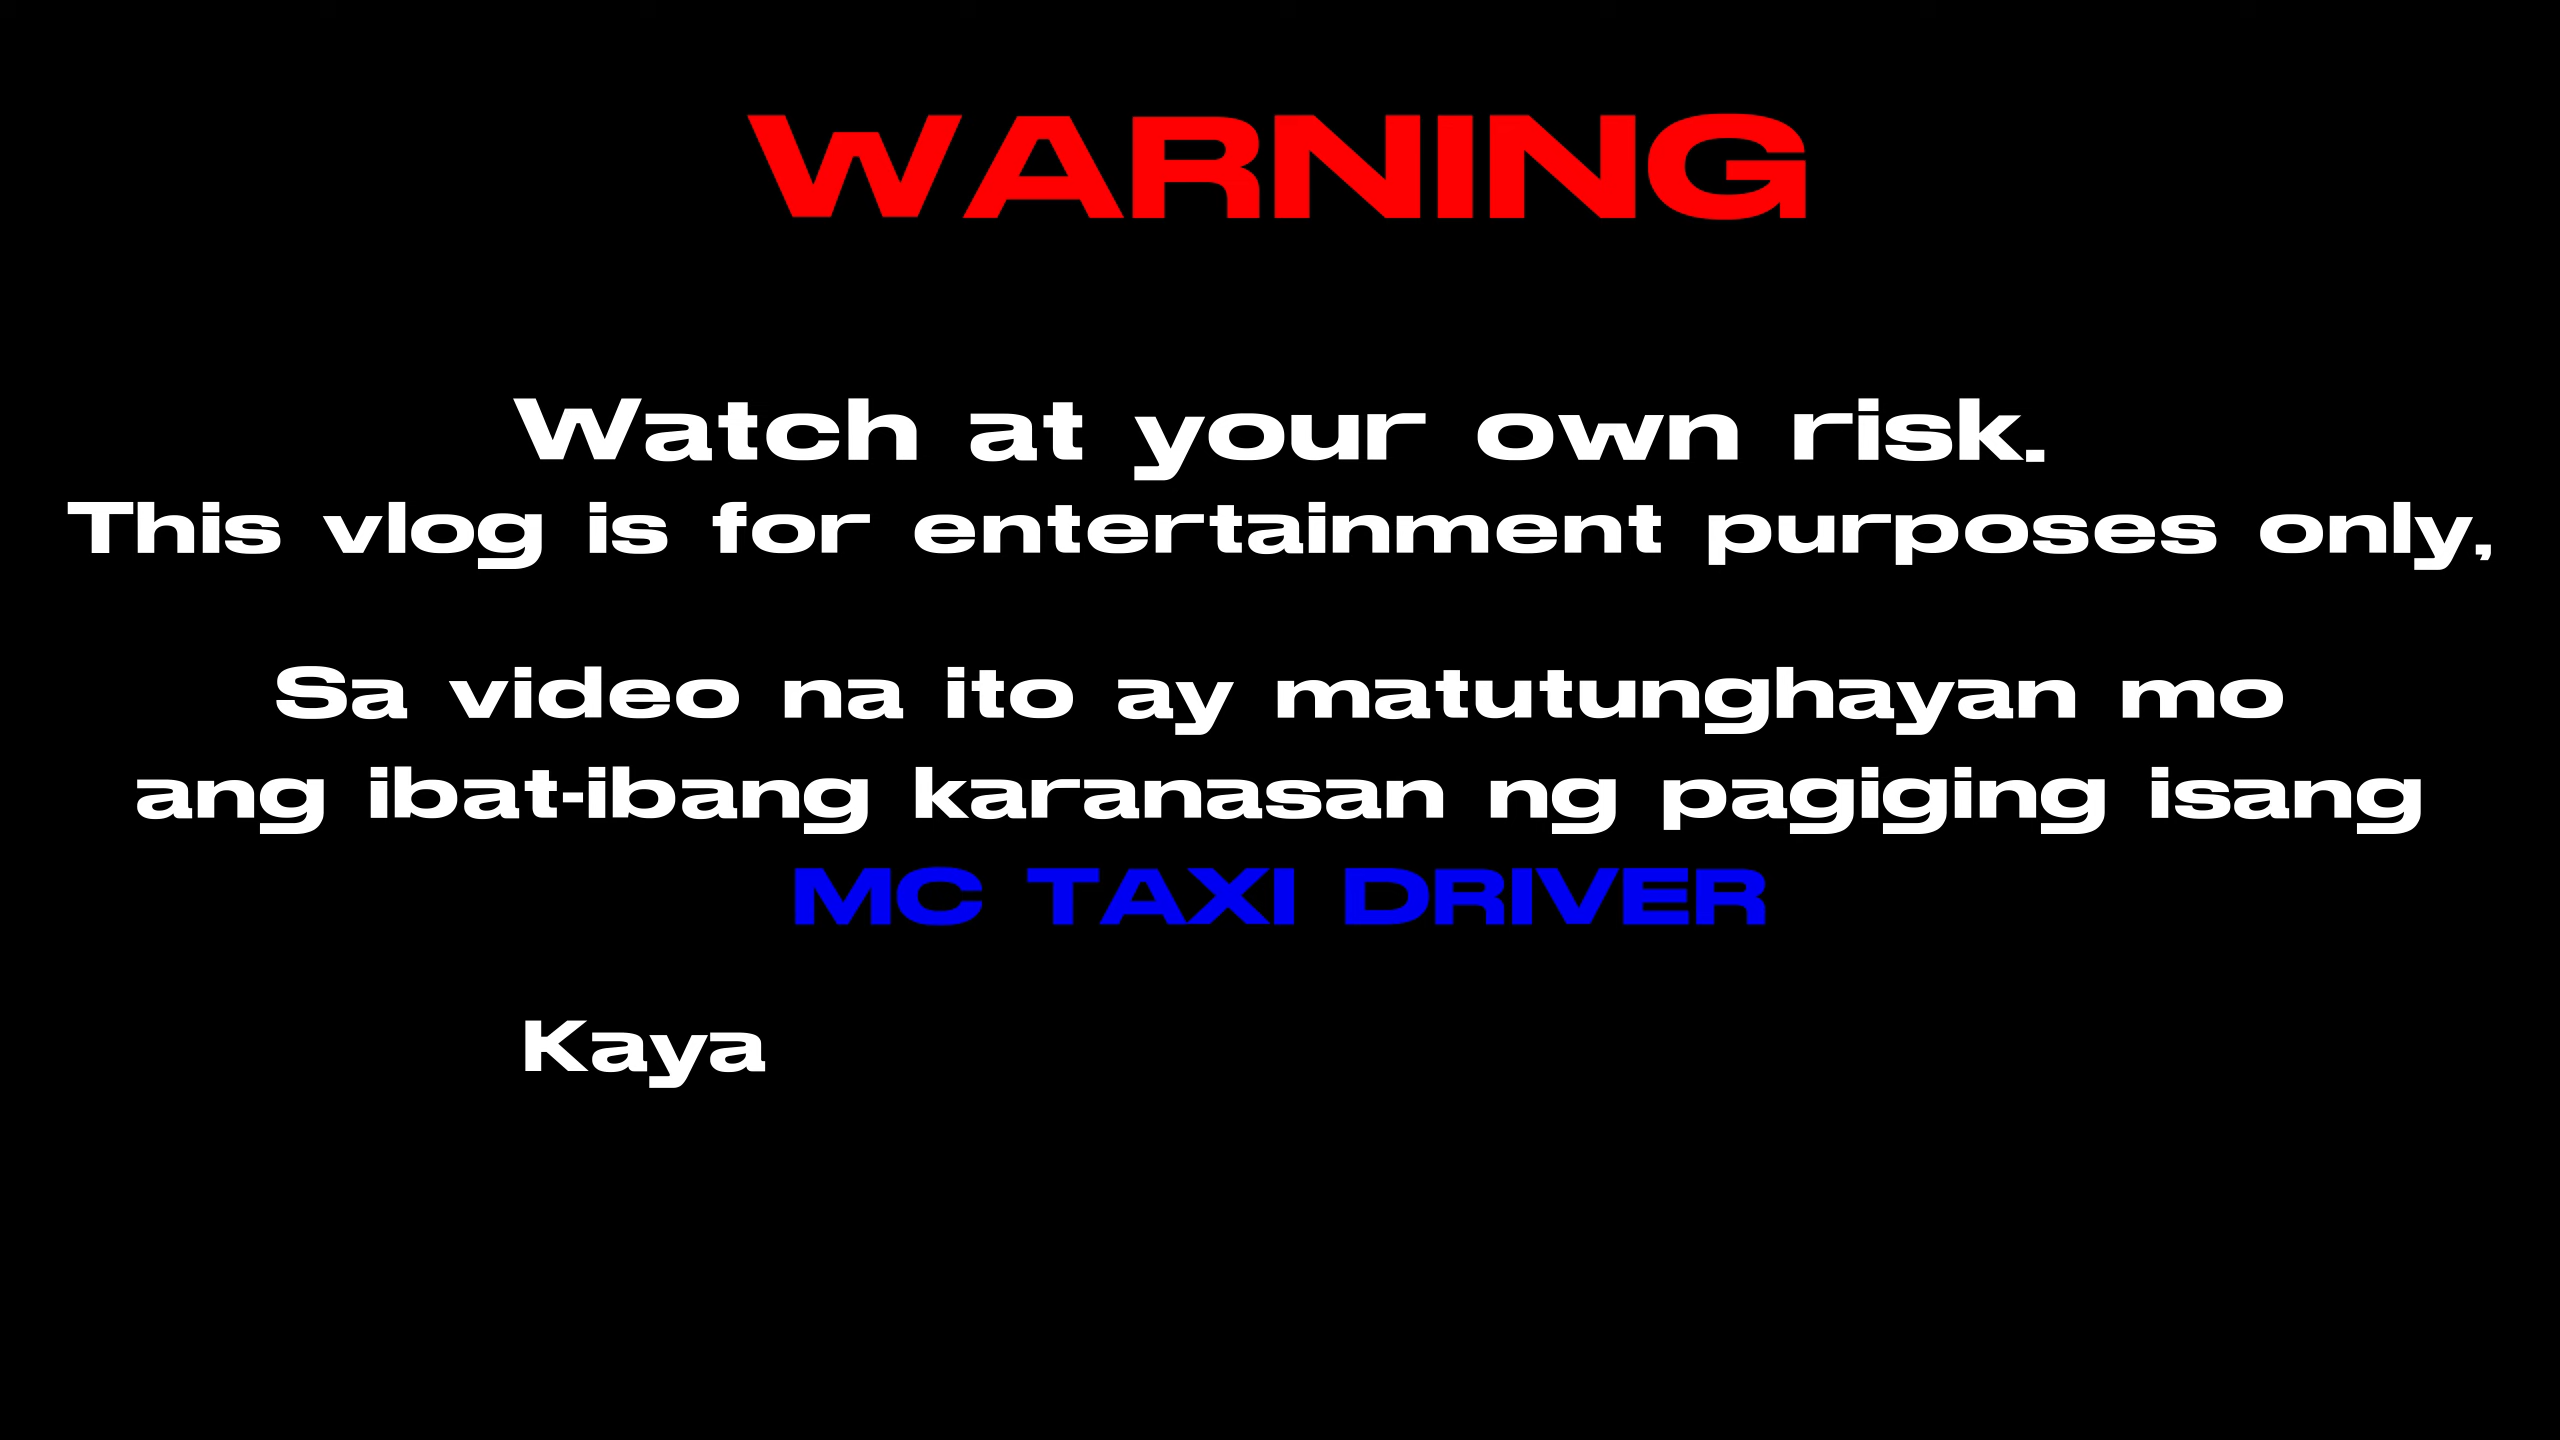 WARNING
Watch at your own risk.
This vlog is for entertainment purposes only,
Sa video na ito ay matutunghayan mo
ang ibat-ibang karanasan ng pagiging isang
MC TAXI DRIVER
Kaya